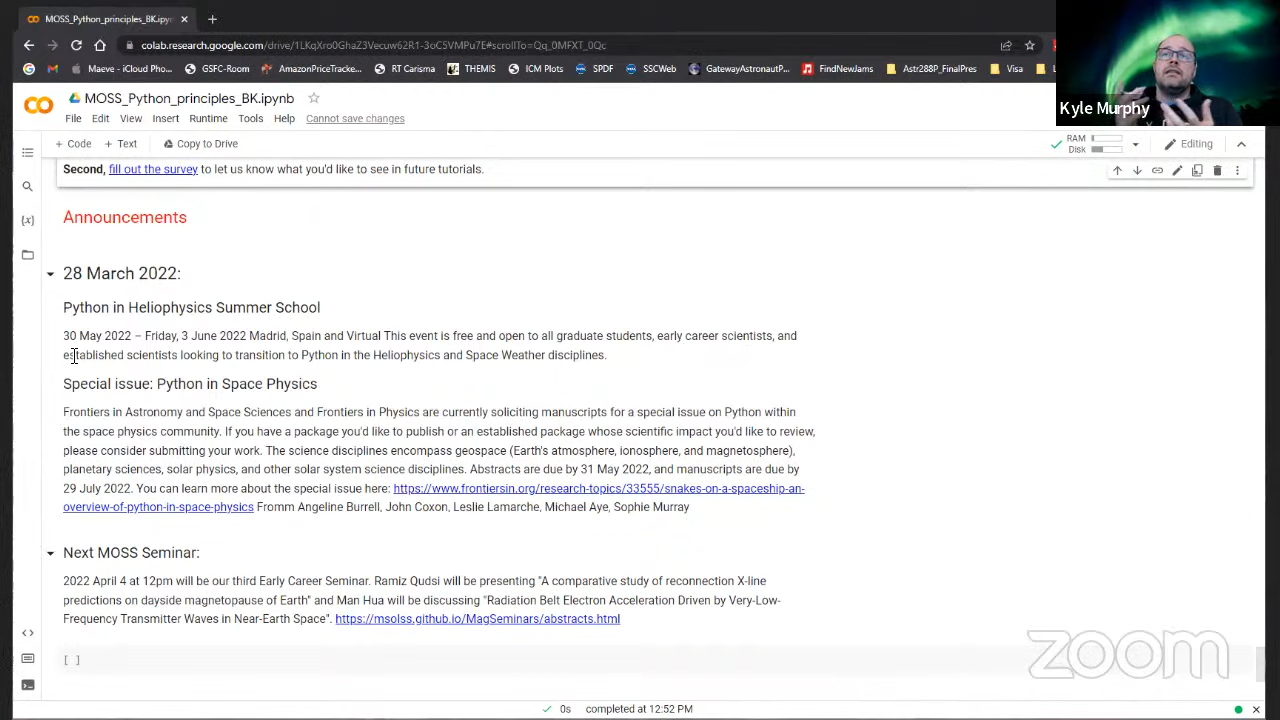 MOSS_Python_principles_BK.ipynb
colab.research.google.com/drive/1LKqXro0GhaZ3Vecuw62R1-3oC5VMPu7E#scrollTo=Qq_0MFXT_0Qc
Maeve - iCloud Pho... GSFC-Room AmazonPriceTrace... RT Carisma THEMIS ICM Plots SPDF SSCWeb GatewayAstronautP... FindNewJams Astr288P_FinalPres Visa
Kyle Murphy
MOSS_Python_principles_BK.ipynb
File Edit View Insert Runtime Tools Help Cannot save changes
+ Code + Text Copy to Drive RAM Disk Editing
Second, fill out the survey to let us know what you'd like to see in future tutorials.
Announcements
28 March 2022:
Python in Heliophysics Summer School
30 May 2022 – Friday, 3 June 2022 Madrid, Spain and Virtual This event is free and open to all graduate students, early career scientists, and
established scientists looking to transition to Python in the Heliophysics and Space Weather disciplines.
Special issue: Python in Space Physics
Frontiers in Astronomy and Space Sciences and Frontiers in Physics are currently soliciting manuscripts for a special issue on Python within
the space physics community. If you have a package you'd like to publish or an established package whose scientific impact you'd like to review,
please consider submitting your work. The science disciplines encompass geospace (Earth's atmosphere, ionosphere, and magnetosphere),
planetary sciences, solar physics, and other solar system science disciplines. Abstracts are due by 31 May 2022, and manuscripts are due by
29 July 2022. You can learn more about the special issue here: https://www.frontiersin.org/research-topics/33555/snakes-on-a-spaceship-an-
overview-of-python-in-space-physics Fromm Angeline Burrell, John Coxon, Leslie Lamarche, Michael Aye, Sophie Murray
Next MOSS Seminar:
2022 April 4 at 12pm will be our third Early Career Seminar. Ramiz Qudsi will be presenting "A comparative study of reconnection X-line
predictions on dayside magnetopause of Earth" and Man Hua will be discussing "Radiation Belt Electron Acceleration Driven by Very-Low-
Frequency Transmitter Waves in Near-Earth Space". https://msolss.github.io/MagSeminars/abstracts.html
[ ]
zoom
0s completed at 12:52 PM